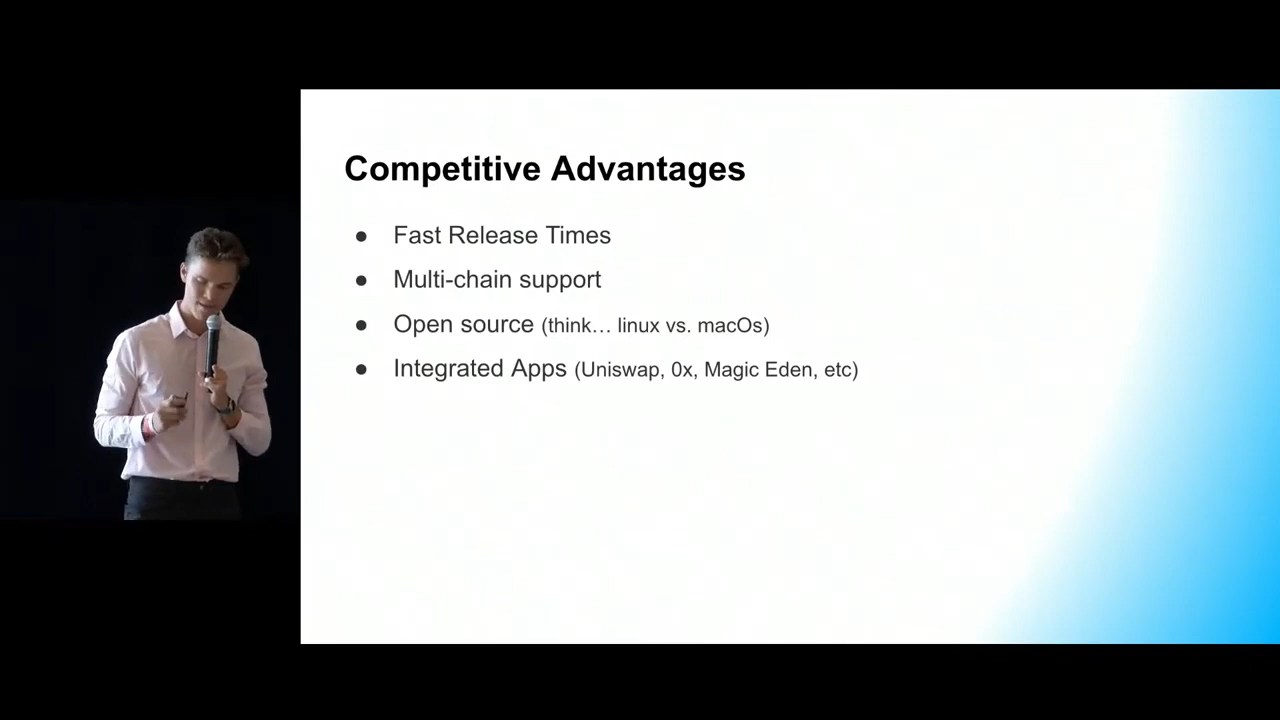 Competitive Advantages
● Fast Release Times
● Multi-chain support
● Open source (think… linux vs. macOs)
● Integrated Apps (Uniswap, 0x, Magic Eden, etc)